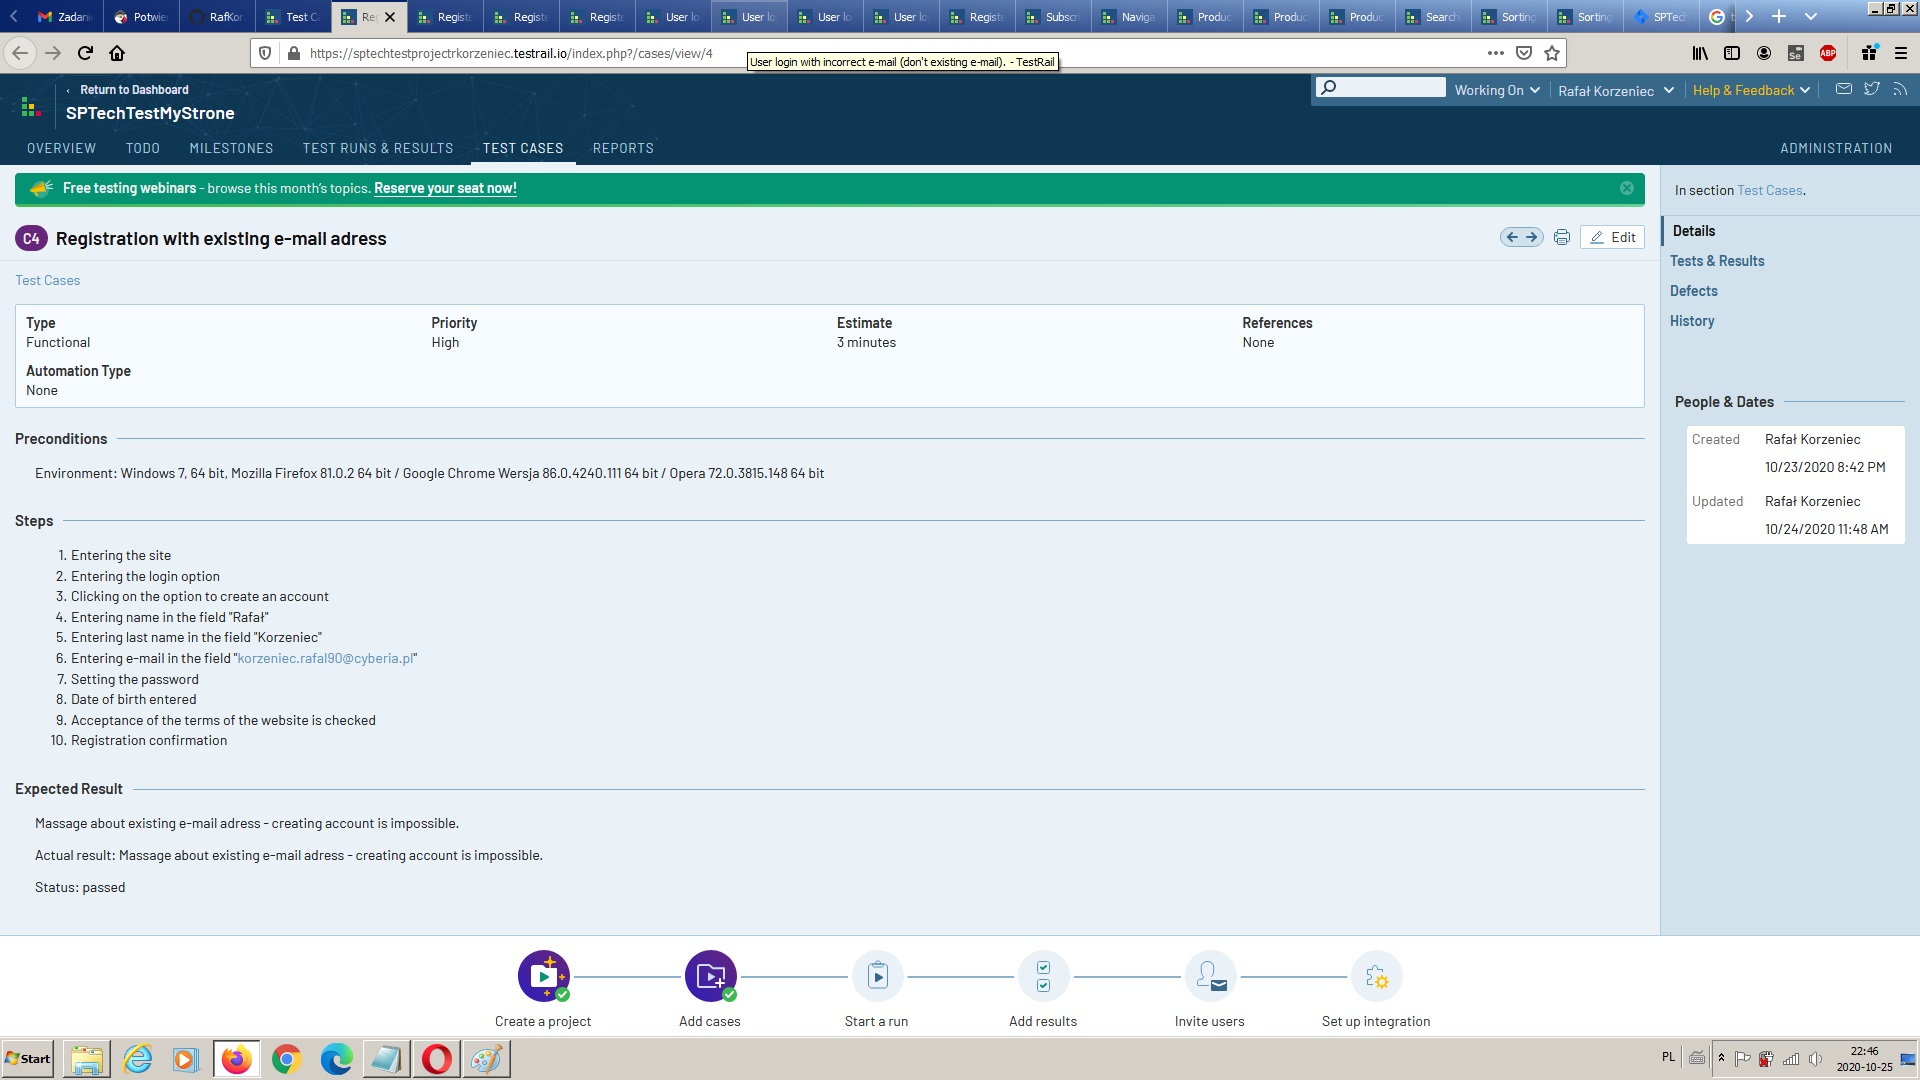 Zadani
Potwie
RafKor
Test Ca
Re
Registe
Registe
Registe
User lo
User lo
User lo
User lo
Registe
Subscri
Naviga
Produc
Produc
Produc
Search
Sorting
Sorting
SPTech
https://sptechtestprojectrkorzeniec.testrail.io/index.php?/cases/view/4
User login with incorrect e-mail (don't existing e-mail). - TestRail
Se
ABP
Return to Dashboard
SPTechTestMyStrone
Working On
Rafał Korzeniec
Help & Feedback
OVERVIEW TODO MILESTONES TEST RUNS & RESULTS TEST CASES REPORTS ADMINISTRATION
Free testing webinars - browse this month's topics. Reserve your seat now!
In section Test Cases.
C4 Registration with existing e-mail adress
Edit
Details
Tests & Results
Defects
History
Test Cases
Type Priority Estimate References
Functional High 3 minutes None
Automation Type
None
People & Dates
Created Rafał Korzeniec
10/23/2020 8:42 PM
Updated Rafał Korzeniec
10/24/2020 11:48 AM
Preconditions
Environment: Windows 7, 64 bit, Mozilla Firefox 81.0.2 64 bit / Google Chrome Wersja 86.0.4240.111 64 bit / Opera 72.0.3815.148 64 bit
Steps
1. Entering the site
2. Entering the login option
3. Clicking on the option to create an account
4. Entering name in the field "Rafał"
5. Entering last name in the field "Korzeniec"
6. Entering e-mail in the field "korzeniec.rafal90@cyberia.pl"
7. Setting the password
8. Date of birth entered
9. Acceptance of the terms of the website is checked
10. Registration confirmation
Expected Result
Massage about existing e-mail adress - creating account is impossible.
Actual result: Massage about existing e-mail adress - creating account is impossible.
Status: passed
Create a project Add cases Start a run Add results Invite users Set up integration
Start
PL
22:46
2020-10-25